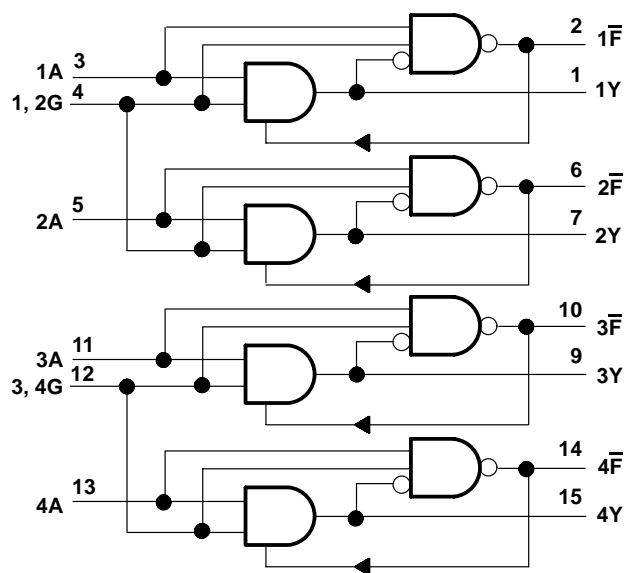 2 1F̅
1A 3
1 1Y
1, 2G 4
6 2F̅
2A 5
7 2Y
10 3F̅
3A 11
9 3Y
3, 4G 12
14 4F̅
4A 13
15 4Y